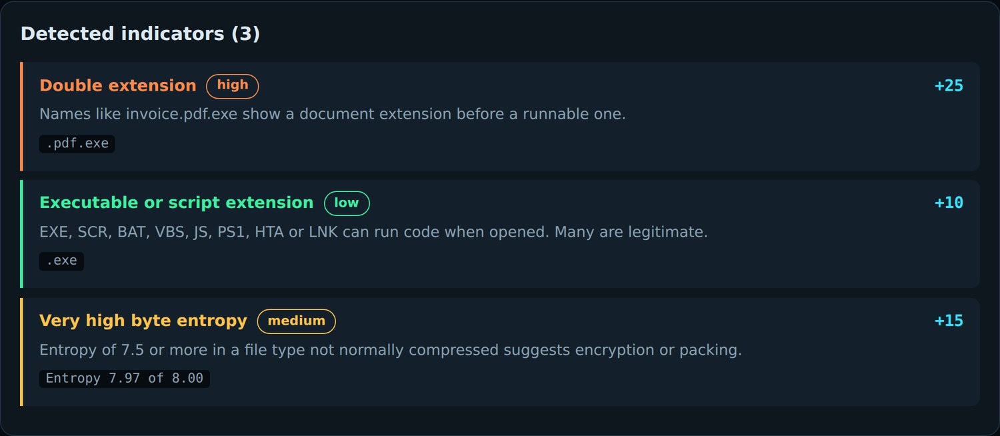 Detected indicators (3)
Double extension high +25
Names like invoice.pdf.exe show a document extension before a runnable one.
.pdf.exe
Executable or script extension low +10
EXE, SCR, BAT, VBS, JS, PS1, HTA or LNK can run code when opened. Many are legitimate.
.exe
Very high byte entropy medium +15
Entropy of 7.5 or more in a file type not normally compressed suggests encryption or packing.
Entropy 7.97 of 8.00